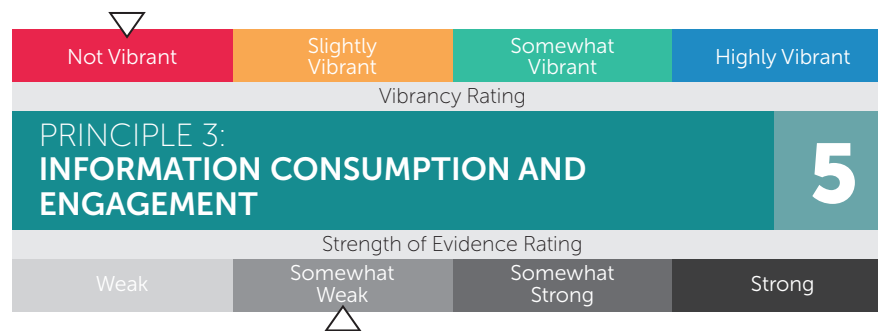 Not Vibrant
Slightly
Vibrant
Somewhat
Vibrant
Highly Vibrant
Vibrancy Rating
PRINCIPLE 3:
INFORMATION CONSUMPTION AND
ENGAGEMENT
5
Strength of Evidence Rating
Weak
Somewhat
Weak
Somewhat
Strong
Strong